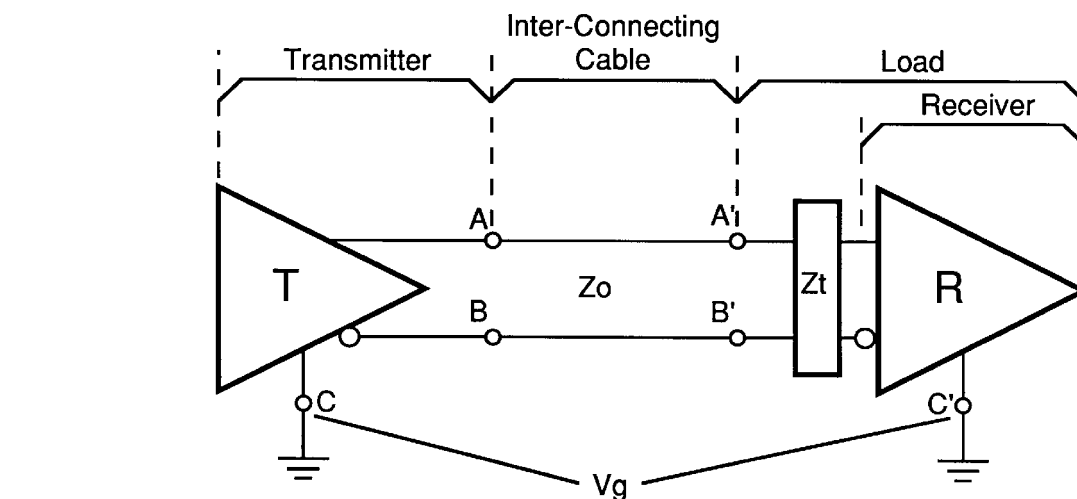 Inter-Connecting
Transmitter
Cable
Load
Receiver
A
A'
T
Zo
Zt
R
B
B'
C
C'
Vg